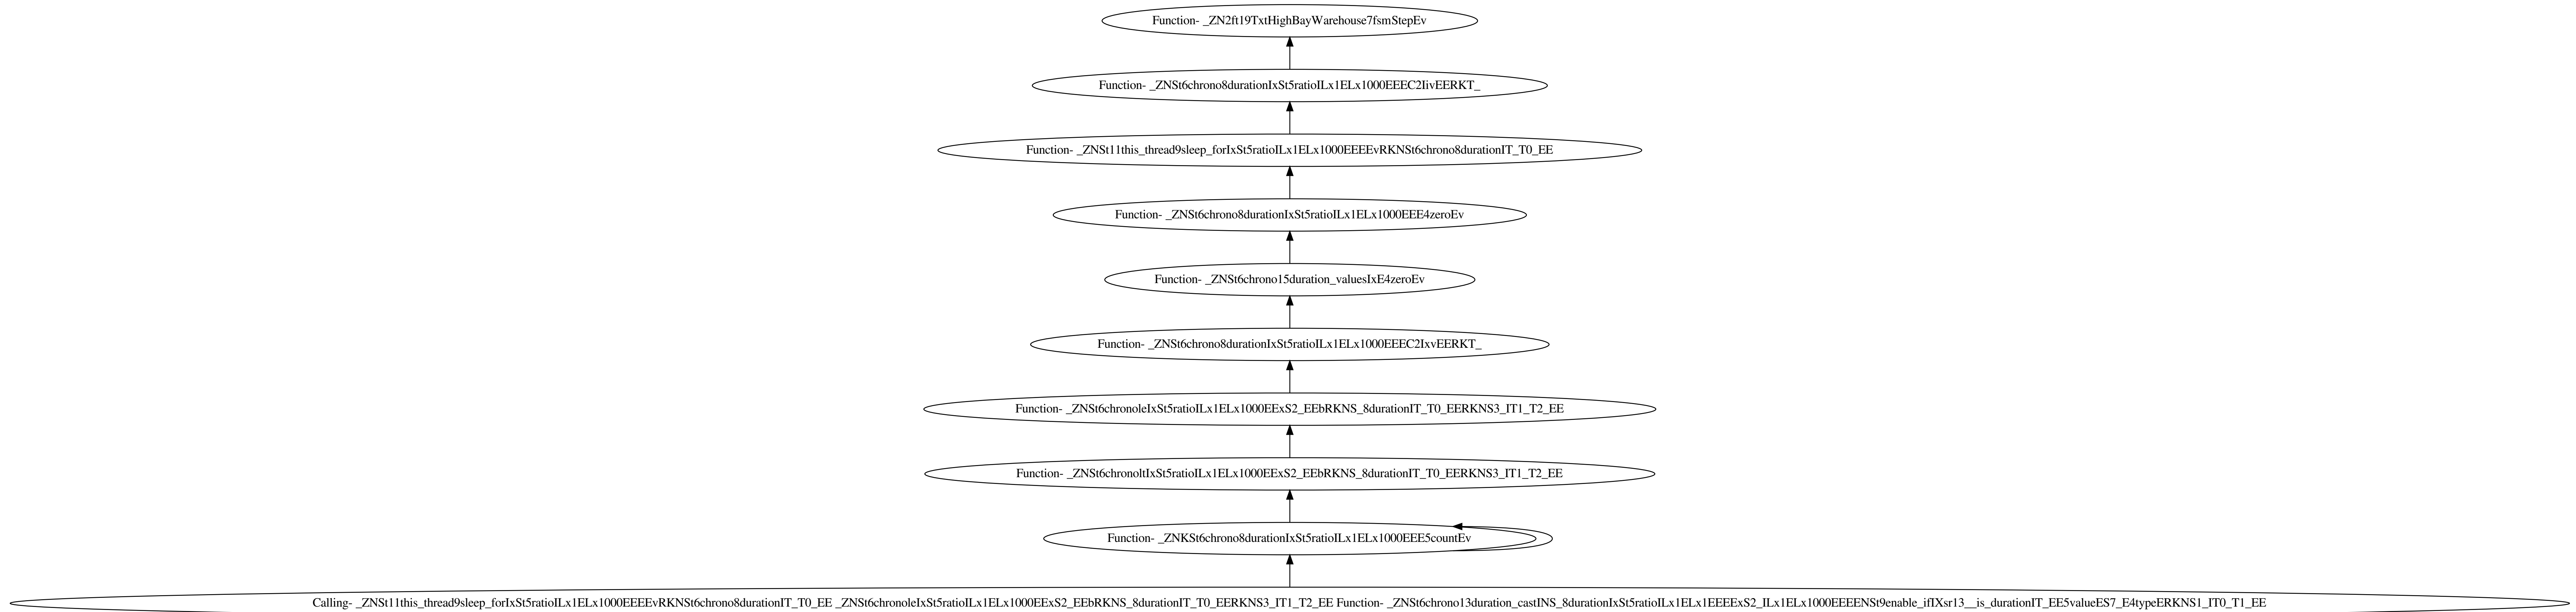 Function- _ZN2ft19TxtHighBayWarehouse7fsmStepEv
Function- _ZNSt6chrono8durationIxSt5ratioILx1ELx1000EEEC2IivEERKT_
Function- _ZNSt11this_thread9sleep_forIxSt5ratioILx1ELx1000EEEEvRKNSt6chrono8durationIT_T0_EE
Function- _ZNSt6chrono8durationIxSt5ratioILx1ELx1000EEE4zeroEv
Function- _ZNSt6chrono15duration_valuesIxE4zeroEv
Function- _ZNSt6chrono8durationIxSt5ratioILx1ELx1000EEEC2IxvEERKT_
Function- _ZNSt6chronoleIxSt5ratioILx1ELx1000EExS2_EEbRKNS_8durationIT_T0_EERKNS3_IT1_T2_EE
Function- _ZNSt6chronoltIxSt5ratioILx1ELx1000EExS2_EEbRKNS_8durationIT_T0_EERKNS3_IT1_T2_EE
Function- _ZNKSt6chrono8durationIxSt5ratioILx1ELx1000EEE5countEv
Calling- _ZNSt11this_thread9sleep_forIxSt5ratioILx1ELx1000EEEEvRKNSt6chrono8durationIT_T0_EE _ZNSt6chronoleIxSt5ratioILx1ELx1000EExS2_EEbRKNS_8durationIT_T0_EERKNS3_IT1_T2_EE Function- _ZNSt6chrono13duration_castINS_8durationIxSt5ratioILx1ELx1EEEExS2_ILx1ELx1000EEEENSt9enable_ifIXsr13__is_durationIT_EE5valueES7_E4typeERKNS1_IT0_T1_EE